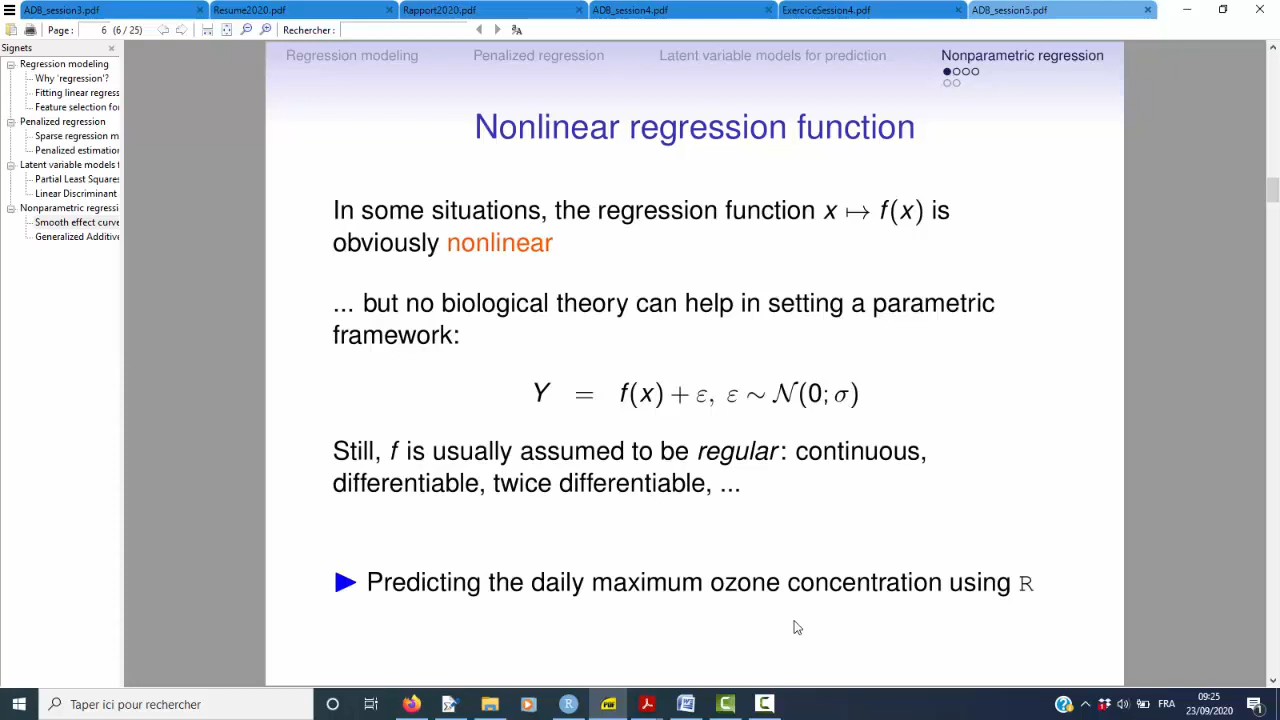 ADB_session3.pdf
Resume2020.pdf
Rapport2020.pdf
ADB_session4.pdf
ExerciceSession4.pdf
ADB_session5.pdf
Page :
6 (6 / 25)
Rechercher :
Signets
Regression modeling
Why 'regression'?
Fitting linear regress
Feature selection fo
Penalized regression
Sparse regression m
Penalized estimation
Latent variable models f
Partial Least Squares
Linear Discriminant
Nonparametric regressi
Smooth effect curve
Generalized Additive
Regression modeling
Penalized regression
Latent variable models for prediction
Nonparametric regression
Nonlinear regression function
In some situations, the regression function x ↦ f(x) is
obviously nonlinear
... but no biological theory can help in setting a parametric
framework:
Y = f(x) + ε, ε ∼ 𝒩(0; σ)
Still, f is usually assumed to be regular: continuous,
differentiable, twice differentiable, ...
▶ Predicting the daily maximum ozone concentration using R
Taper ici pour rechercher
PDF
FRA
09:25
23/09/2020